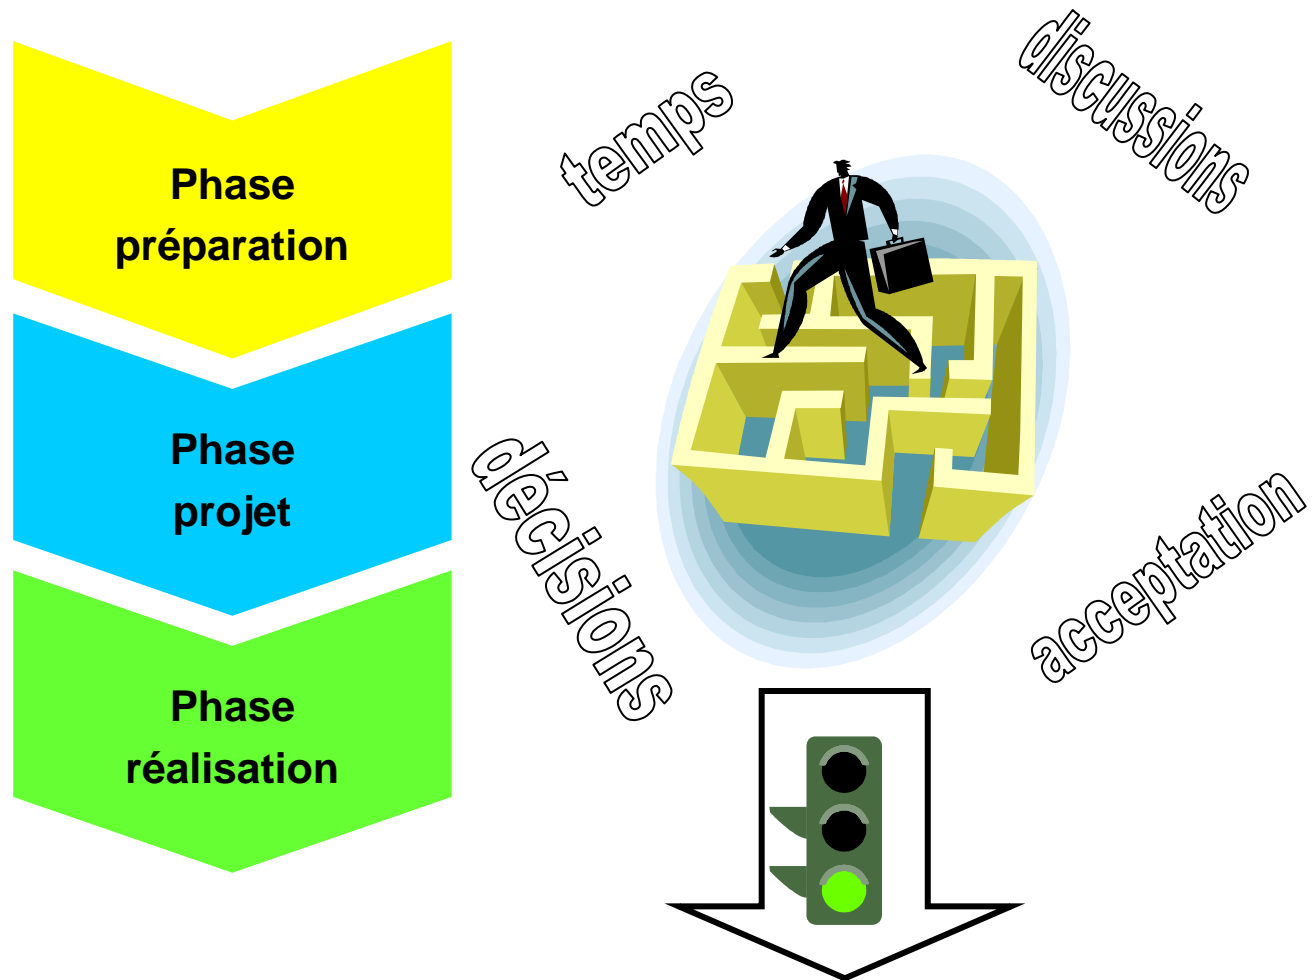 Phase
préparation
Phase
projet
Phase
réalisation
temps
discussions
décisions
acceptation